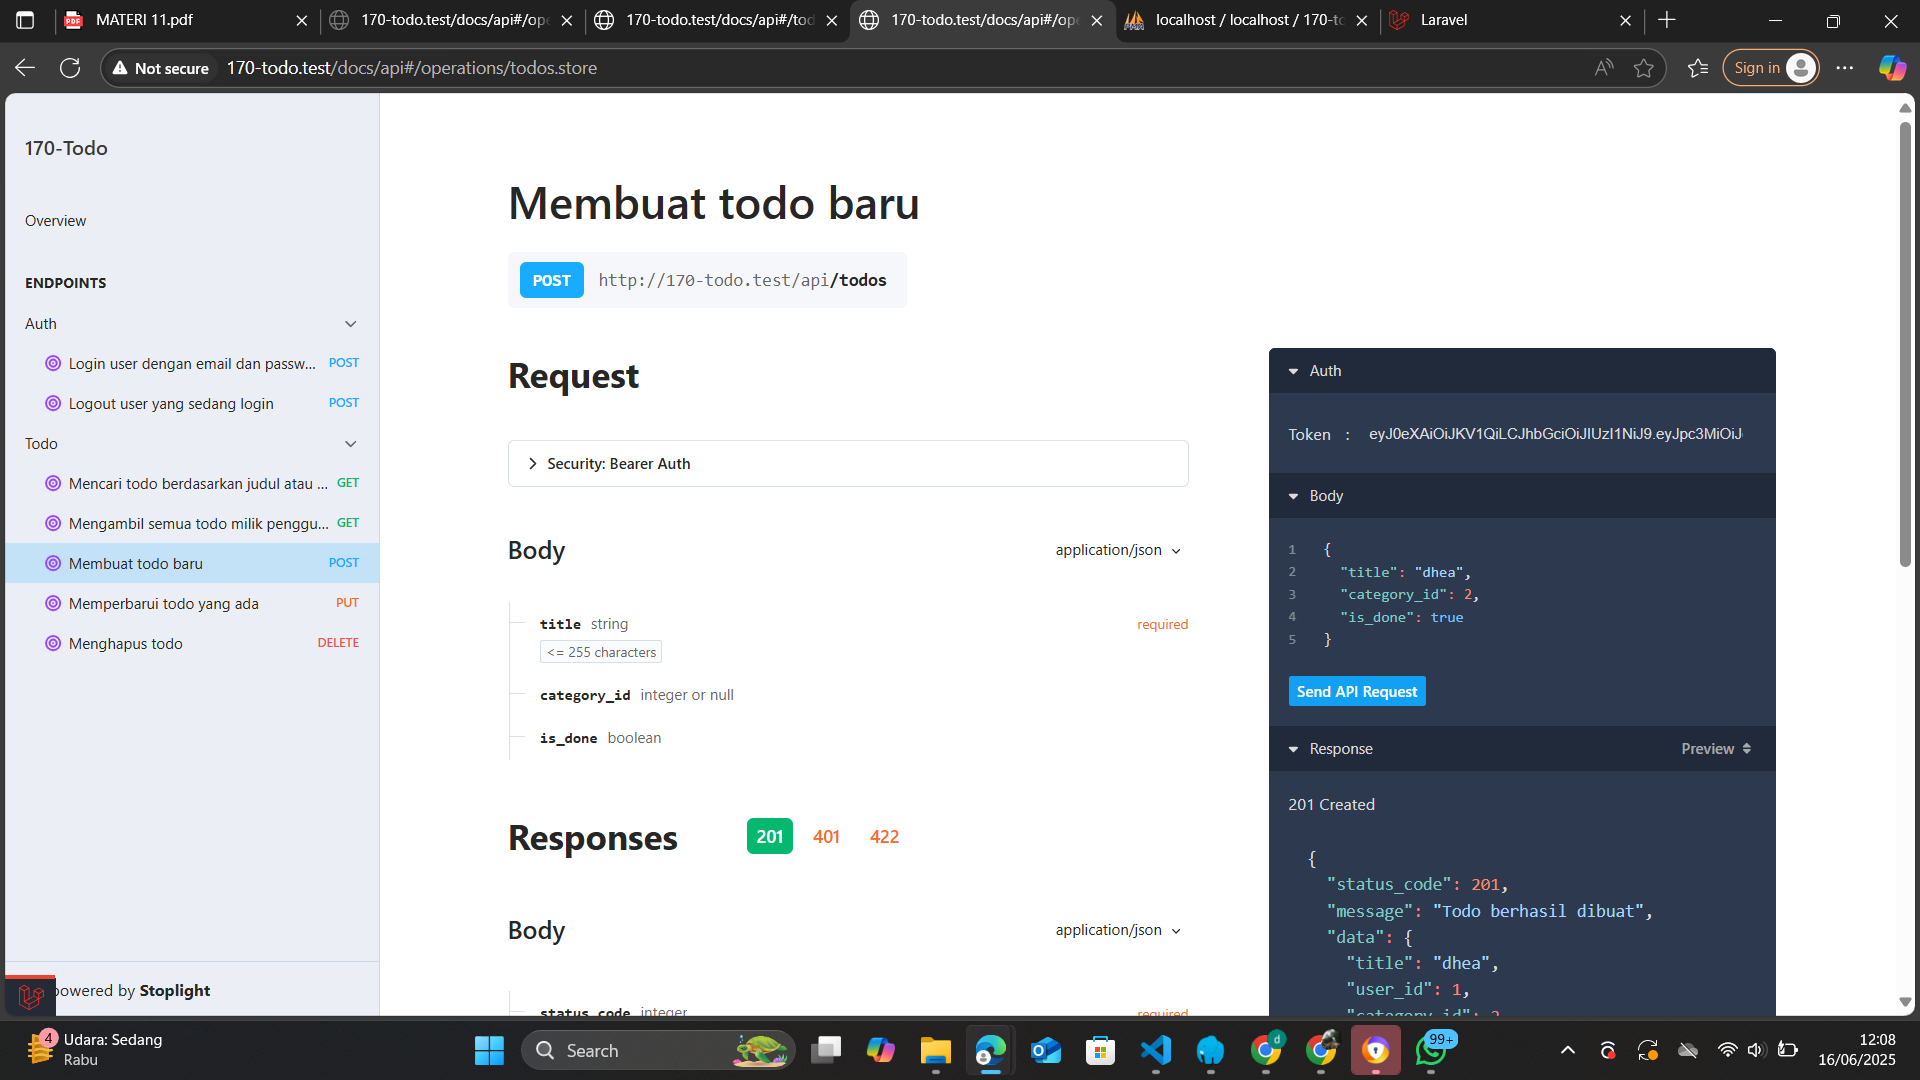 MATERI 11.pdf
170-todo.test/docs/api#/ope
170-todo.test/docs/api#/tod
170-todo.test/docs/api#/ope
localhost / localhost / 170-to
Laravel
Not secure
170-todo.test/docs/api#/operations/todos.store
Sign in
170-Todo
Overview
ENDPOINTS
Auth
Login user dengan email dan passw... POST
Logout user yang sedang login POST
Todo
Mencari todo berdasarkan judul atau ... GET
Mengambil semua todo milik penggu... GET
Membuat todo baru POST
Memperbarui todo yang ada PUT
Menghapus todo DELETE
powered by Stoplight
Membuat todo baru
POST http://170-todo.test/api/todos
Request
Security: Bearer Auth
Body application/json
title string required
<= 255 characters
category_id integer or null
is_done boolean
Responses 201 401 422
Body application/json
status_code integer required
Auth
Token : eyJ0eXAiOiJKV1QiLCJhbGciOiJIUzI1NiJ9.eyJpc3MiOiJ
Body
1 {
2 "title": "dhea",
3 "category_id": 2,
4 "is_done": true
5 }
Send API Request
Response Preview
201 Created
{
"status_code": 201,
"message": "Todo berhasil dibuat",
"data": {
"title": "dhea",
"user_id": 1,
"category_id": 2
4
Udara: Sedang
Rabu
Search
99+
12:08
16/06/2025